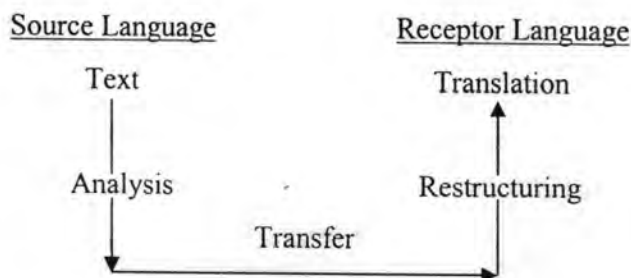 Source Language
Receptor Language
Text
Translation
Analysis
Restructuring
Transfer